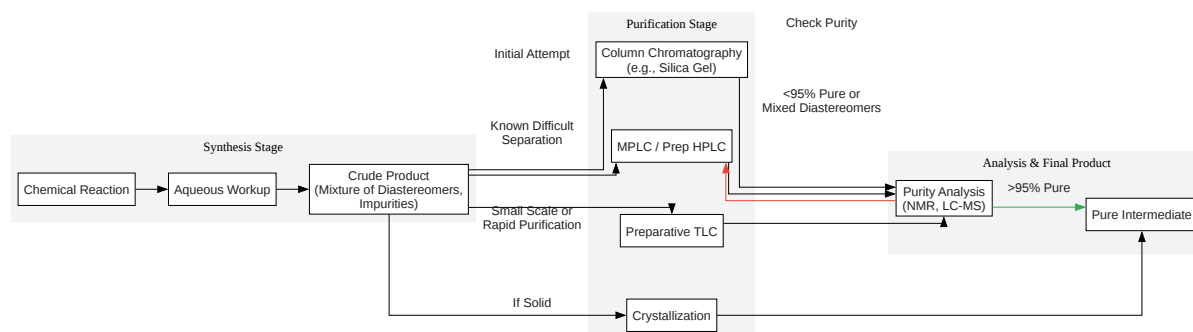 Purification Stage
Check Purity
Initial Attempt
Column Chromatography
(e.g., Silica Gel)
<95% Pure or
Mixed Diastereomers
Known Difficult
Separation
Synthesis Stage
MPLC / Prep HPLC
Analysis & Final Product
Chemical Reaction
Aqueous Workup
Crude Product
(Mixture of Diastereomers,
Impurities)
Purity Analysis
(NMR, LC-MS)
>95% Pure
Pure Intermediate
Small Scale or
Rapid Purification
Preparative TLC
If Solid
Crystallization